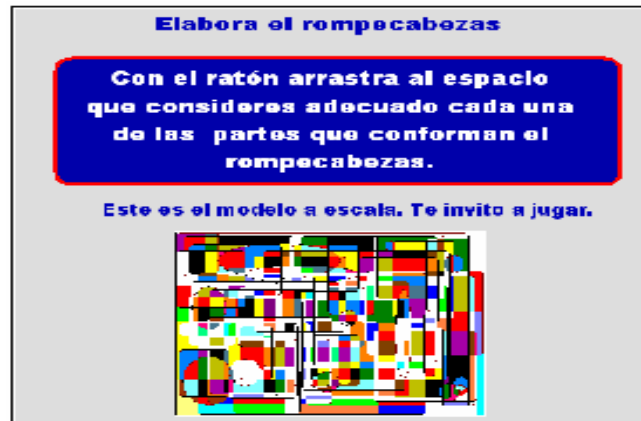 Elabora el rompecabezas
Con el ratón arrastra al espacio
que consideres adecuado cada una
de las partes que conforman el
rompecabezas.
Este es el modelo a escala. Te invito a jugar.